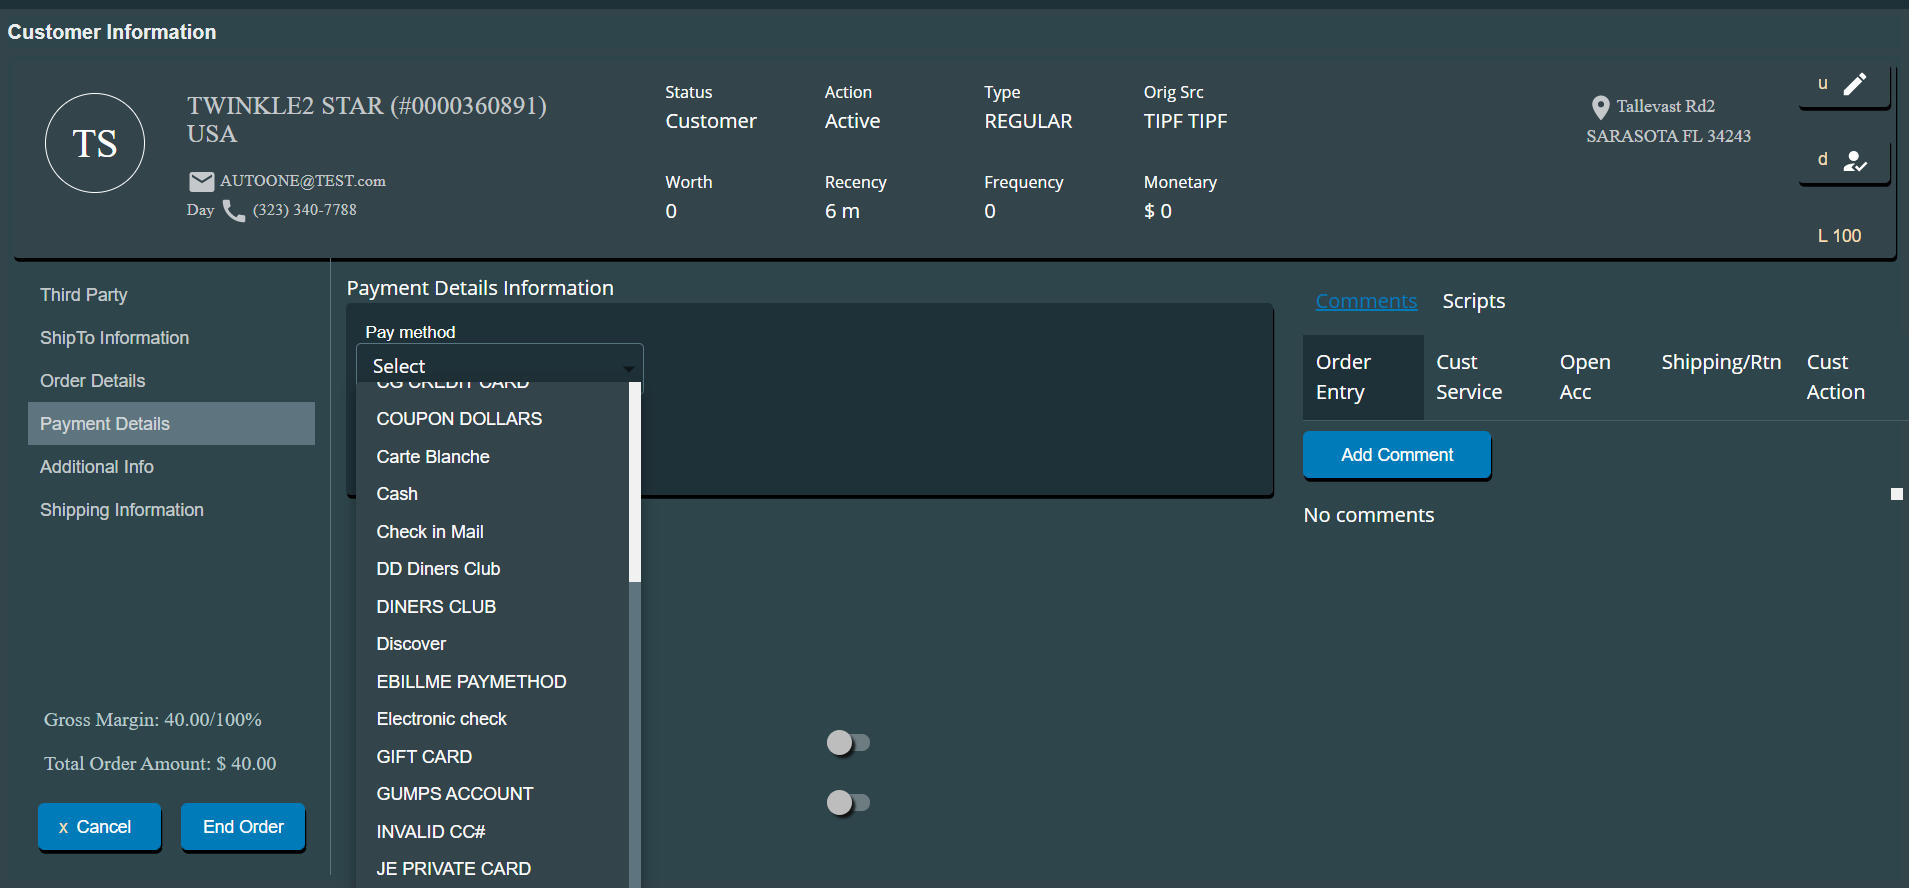 Customer Information
TS
TWINKLE2 STAR (#0000360891)
USA
AUTOONE@TEST.com
Day (323) 340-7788
Status
Customer
Action
Active
Type
REGULAR
Orig Src
TIPF TIPF
Worth
0
Recency
6 m
Frequency
0
Monetary
$ 0
Tallevast Rd2
SARASOTA FL 34243
u
d
L 100
Third Party
ShipTo Information
Order Details
Payment Details
Additional Info
Shipping Information
Gross Margin: 40.00/100%
Total Order Amount: $ 40.00
x Cancel
End Order
Payment Details Information
Pay method
Select
CG CREDIT CARD
COUPON DOLLARS
Carte Blanche
Cash
Check in Mail
DD Diners Club
DINERS CLUB
Discover
EBILLME PAYMETHOD
Electronic check
GIFT CARD
GUMPS ACCOUNT
INVALID CC#
JE PRIVATE CARD
Comments
Scripts
Order
Entry
Cust
Service
Open
Acc
Shipping/Rtn
Cust
Action
Add Comment
No comments